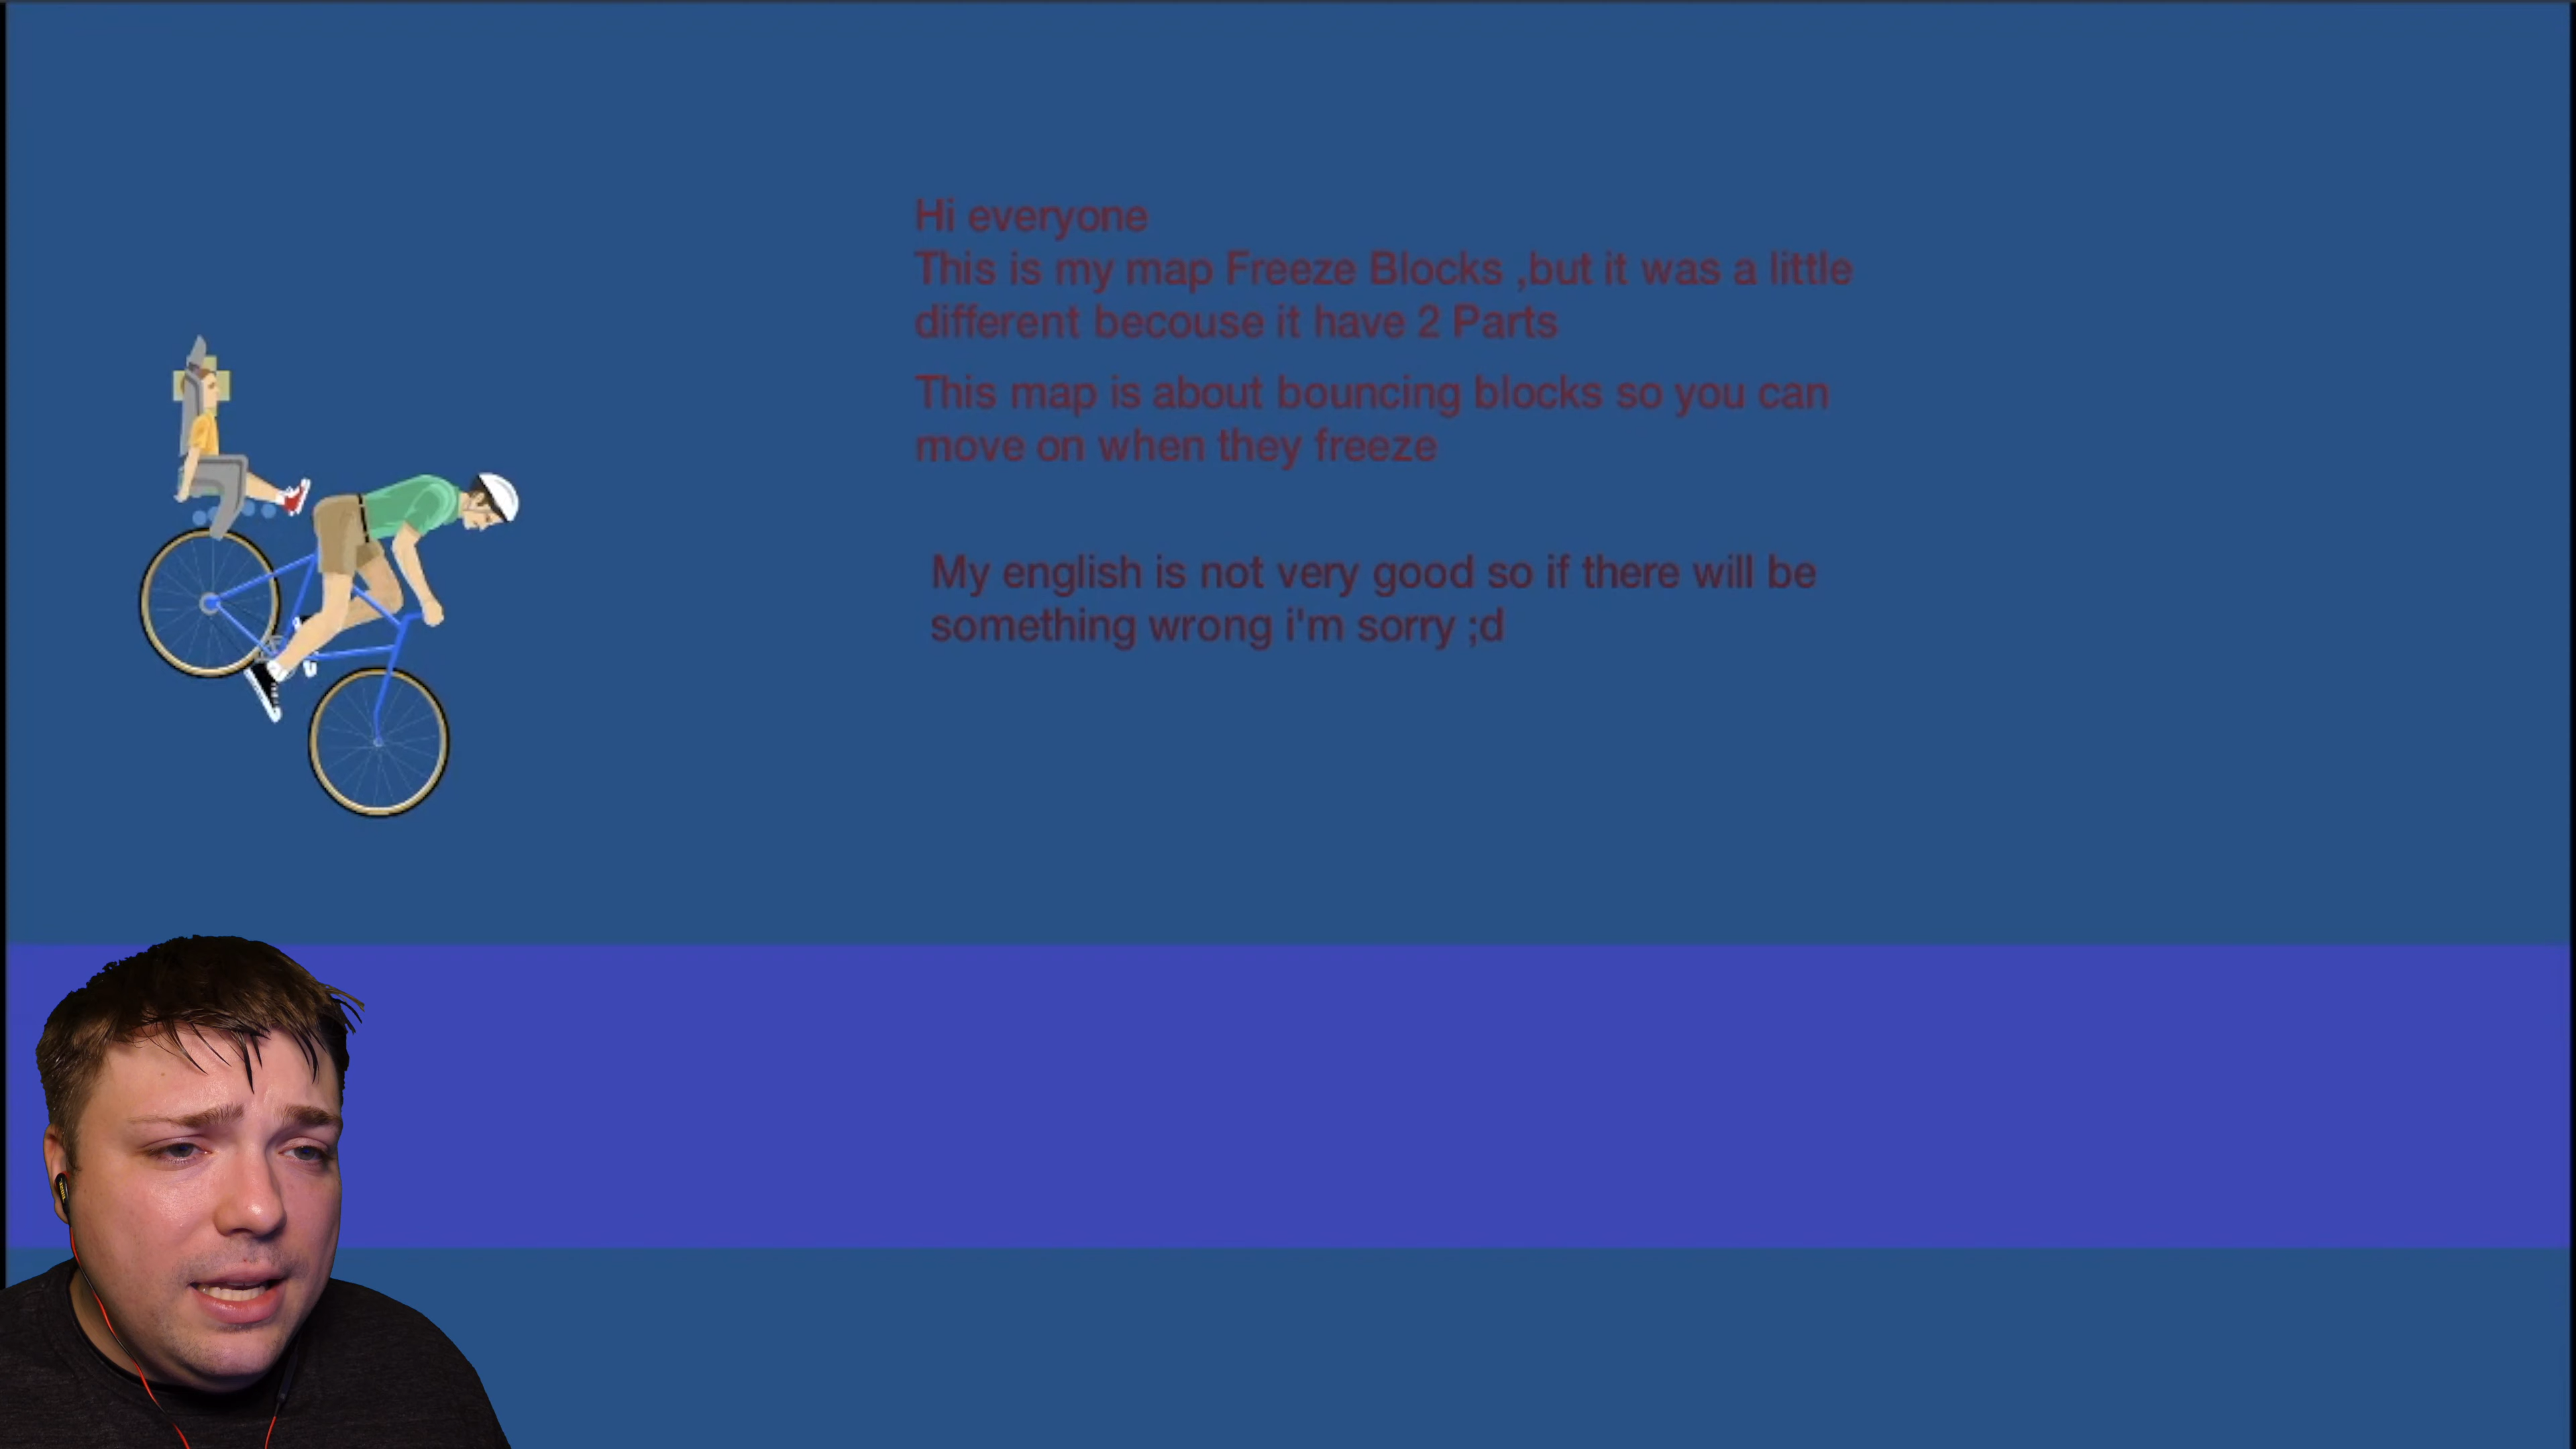 Hi everyone
This is my map Freeze Blocks ,but it was a little
different becouse it have 2 Parts
This map is about bouncing blocks so you can
move on when they freeze
My english is not very good so if there will be
something wrong i'm sorry ;d